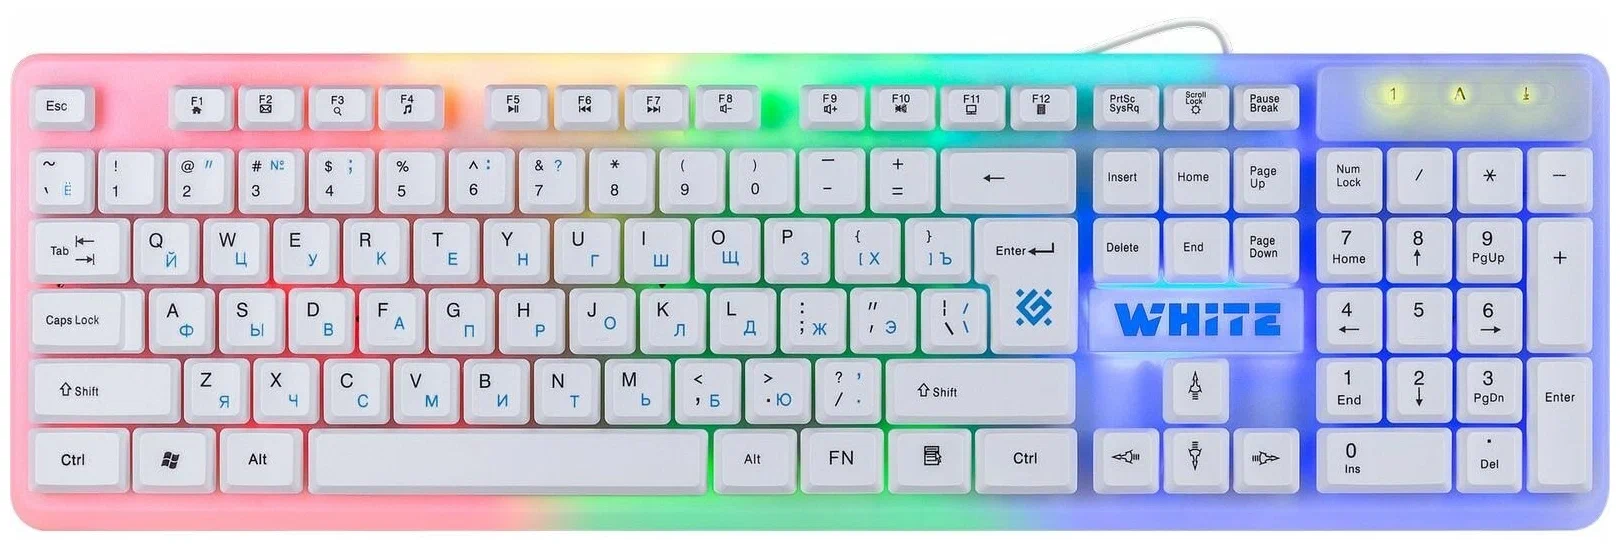 Esc F1 F2 F3 F4 F5 F6 F7 F8 F9 F10 F11 F12 PrtSc SysRq Scroll Lock Pause Break 1 A
~ ` Ё ! 1 @ " 2 # № 3 $ ; 4 % 5 ^ : 6 & ? 7 * 8 ( 9 ) 0 _ - + = ← Insert Home Page Up Num Lock / * -
Tab Q Й W Ц E У R К T Е Y Н U Г I Ш O Щ P З { [ Х } ] Ъ Enter Delete End Page Down 7 Home 8 ↑ 9 PgUp +
Caps Lock A Ф S Ы D В F А G П H Р J О K Л L Д : ; Ж " ' Э | \ / \ WHITE 4 ← 5 6 →
Shift Z Я X Ч C С V М B И N Т M Ь < , Б > . Ю ? / , . Shift 1 End 2 ↓ 3 PgDn Enter
Ctrl Alt Alt FN Ctrl 0 Ins . Del